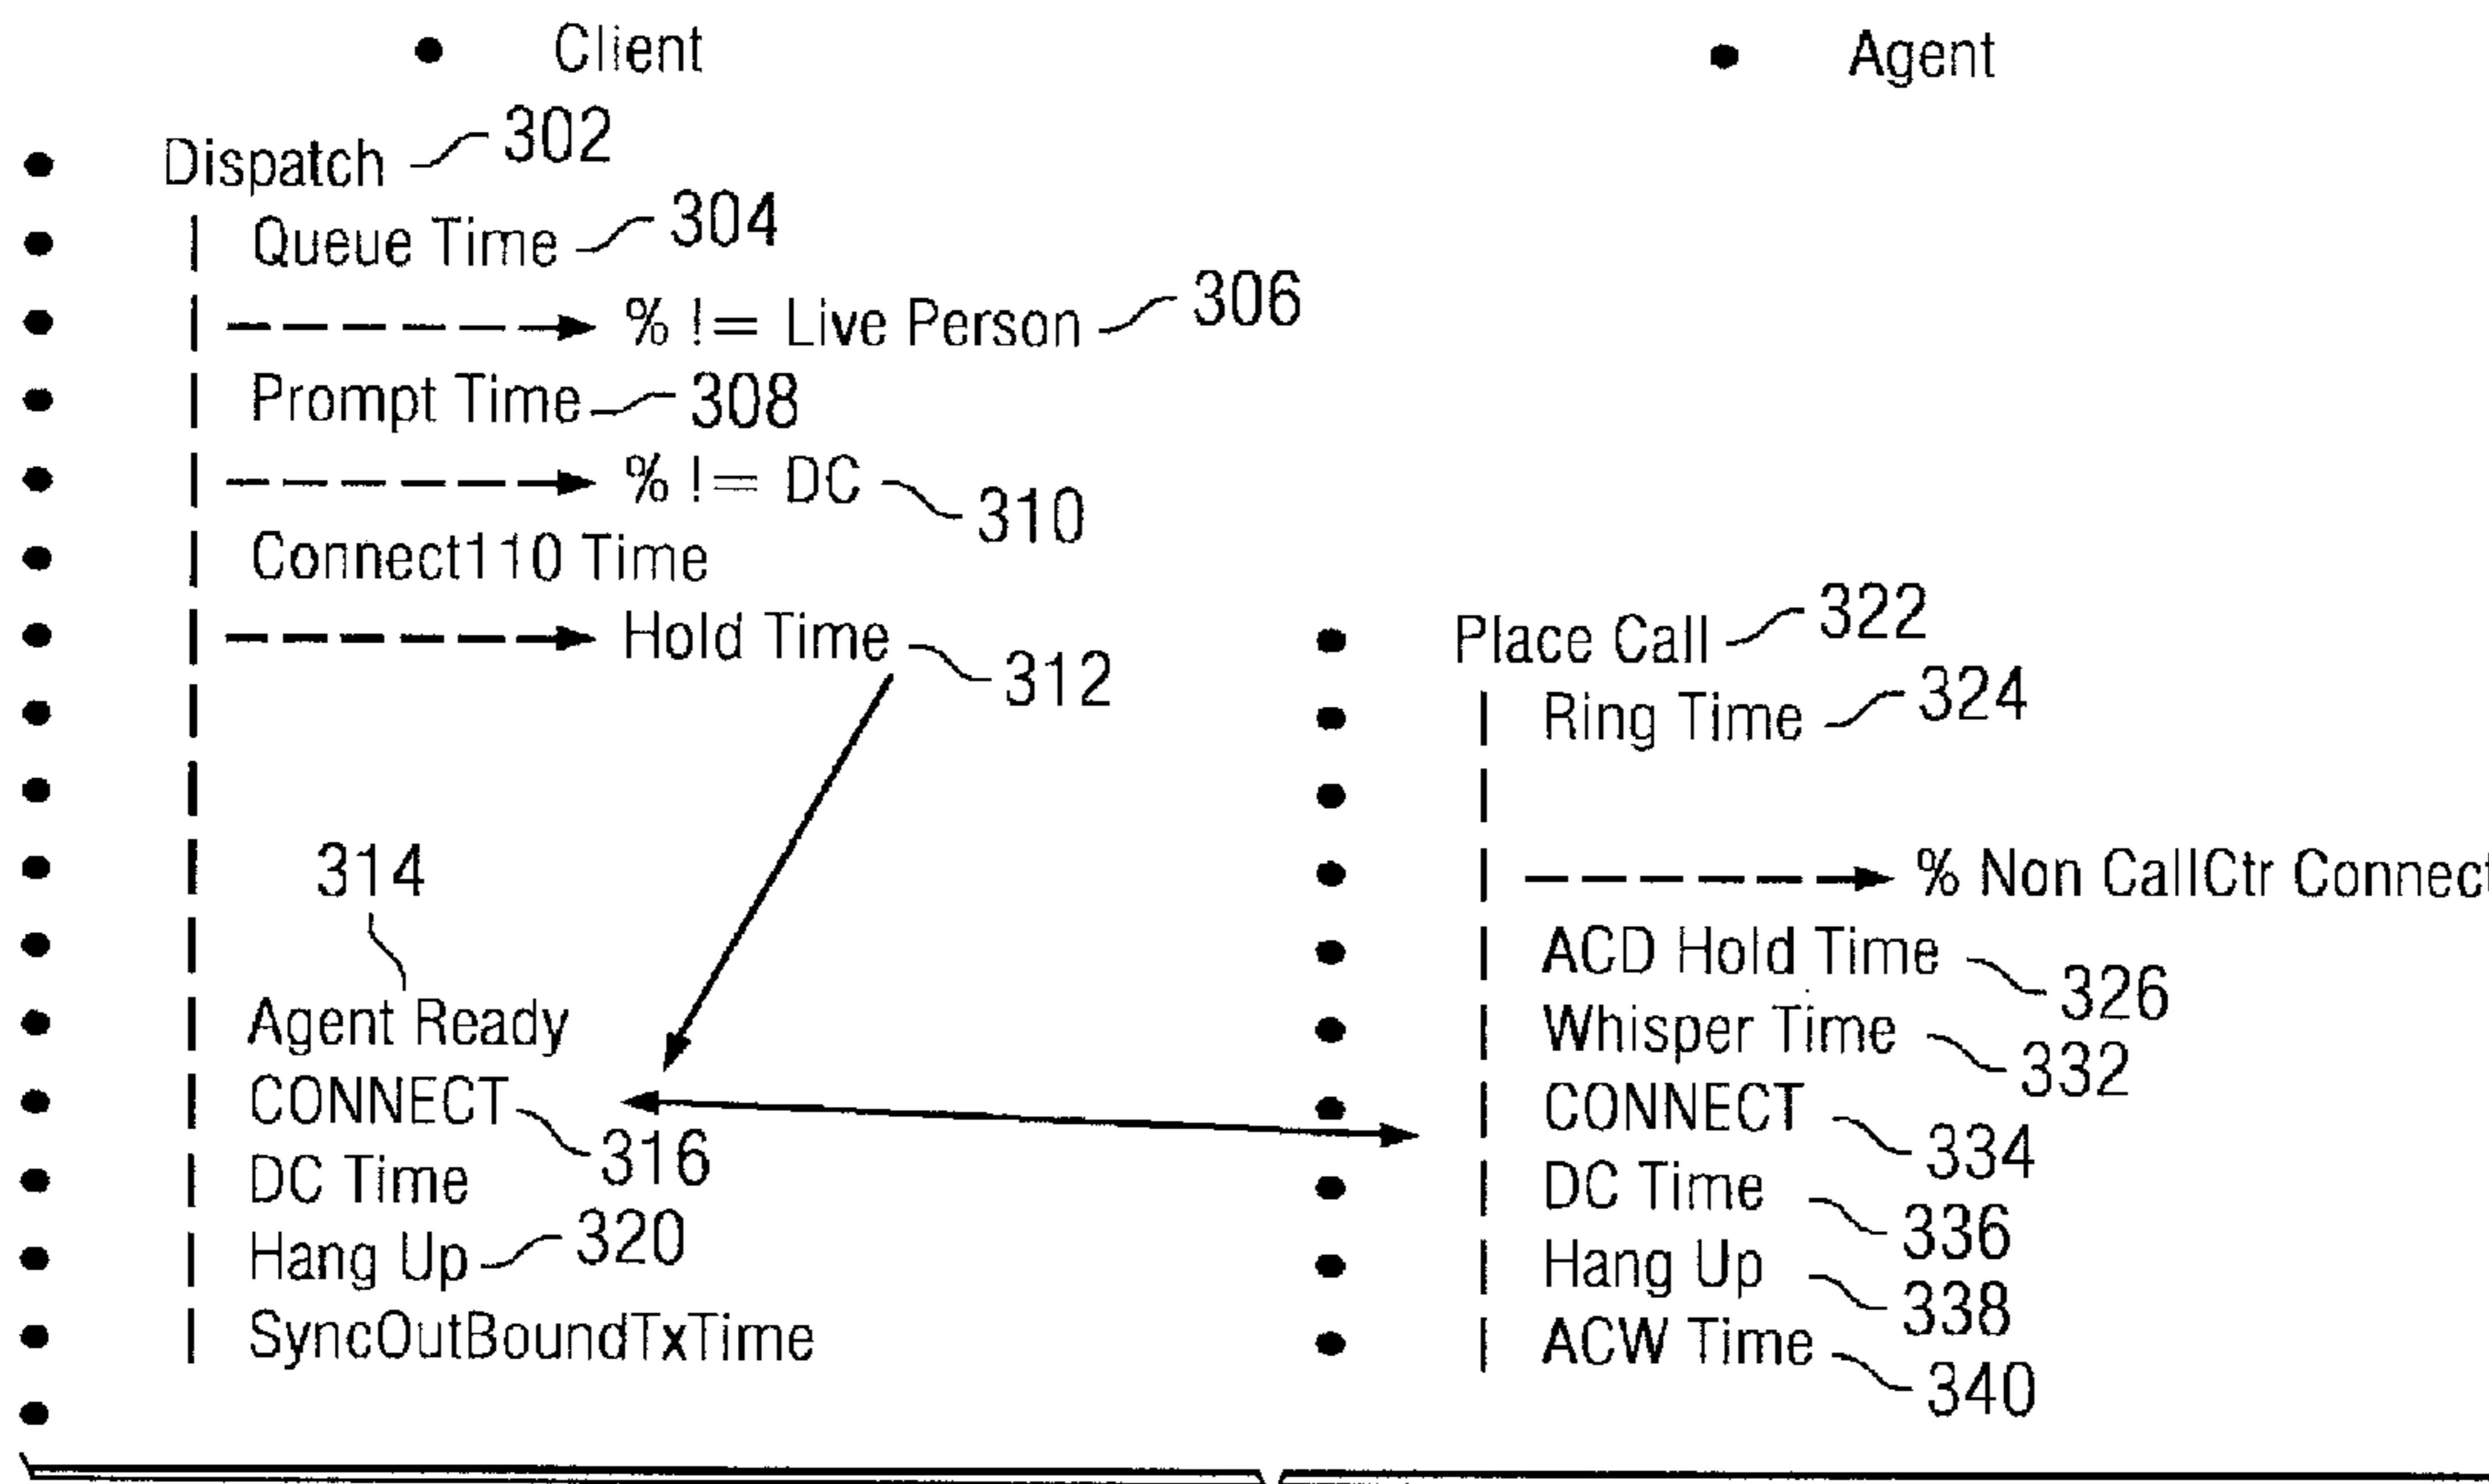 • Client
• Dispatch 302
• | Queue Time 304
• | % != Live Person 306
• | Prompt Time 308
• | % != DC 310
• | Connect110 Time
• | Hold Time 312
• |
• |
• | 314
• |
• | Agent Ready
• | CONNECT 316
• | DC Time
• | Hang Up 320
• | SyncOutBoundTxTime
•
• Agent
• Place Call 322
• | Ring Time 324
• |
• | % Non CallCtr Connect
• | ACD Hold Time 326
• | Whisper Time 332
• | CONNECT 334
• | DC Time 336
• | Hang Up 338
• | ACW Time 340